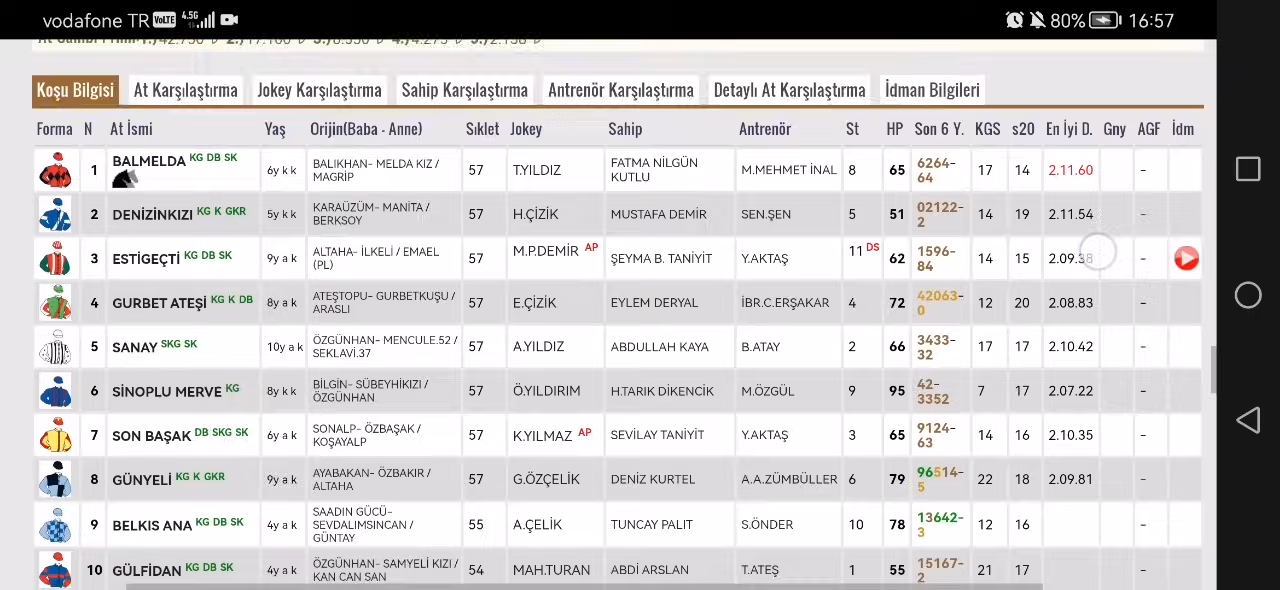 vodafone TR VoLTE 4.5G 80% 16:57
Koşu Bilgisi At Karşılaştırma Jokey Karşılaştırma Sahip Karşılaştırma Antrenör Karşılaştırma Detaylı At Karşılaştırma İdman Bilgileri
Forma N At İsmi Yaş Orijin(Baba - Anne) Sıklet Jokey Sahip Antrenör St HP Son 6 Y. KGS s20 En İyi D. Gny AGF İdm
1 BALMELDA KG DB SK 6y k k BALIKHAN- MELDA KIZ / MAGRİP 57 T.YILDIZ FATMA NİLGÜN KUTLU M.MEHMET İNAL 8 65 6264-64 17 14 2.11.60 -
2 DENİZİNKIZI KG K GKR 5y k k KARAÜZÜM- MANİTA / BERKSOY 57 H.ÇİZİK MUSTAFA DEMİR SEN.ŞEN 5 51 02122-2 14 19 2.11.54 -
3 ESTİGEÇTİ KG DB SK 9y a k ALTAHA- İLKELİ / EMAEL (PL) 57 M.P.DEMİR AP ŞEYMA B. TANİYİT Y.AKTAŞ 11 DS 62 1596-84 14 15 2.09.38 -
4 GURBET ATEŞİ KG K DB 8y a k ATEŞTOPU- GURBETKUŞU / ARASLI 57 E.ÇİZİK EYLEM DERYAL İBR.C.ERŞAKAR 4 72 42063-0 12 20 2.08.83 -
5 SANAY SKG SK 10y a k ÖZGÜNHAN- MENCULE.52 / SEKLAVİ.37 57 A.YILDIZ ABDULLAH KAYA B.ATAY 2 66 3433-32 17 17 2.10.42 -
6 SİNOPLU MERVE KG 8y k k BİLGİN- SÜBEYHİKIZI / ÖZGÜNHAN 57 Ö.YILDIRIM H.TARIK DİKENCİK M.ÖZGÜL 9 95 42-3352 7 17 2.07.22 -
7 SON BAŞAK DB SKG SK 6y a k SONALP- ÖZBAŞAK / KOŞAYALP 57 K.YILMAZ AP SEVİLAY TANİYİT Y.AKTAŞ 3 65 9124-63 14 16 2.10.35 -
8 GÜNYELİ KG K GKR 9y a k AYABAKAN- ÖZBAKIR / ALTAHA 57 G.ÖZÇELİK DENİZ KURTEL A.A.ZÜMBÜLLER 6 79 96514-5 22 18 2.09.81 -
9 BELKIS ANA KG DB SK 4y a k SAADIN GÜCÜ- SEVDALIMSINCAN / GÜNTAY 55 A.ÇELİK TUNCAY PALIT S.ÖNDER 10 78 13642-3 12 16 -
10 GÜLFİDAN KG DB SK 4y a k ÖZGÜNHAN- SAMYELİ KIZI / KAN CAN SAN 54 MAH.TURAN ABDİ ARSLAN T.ATEŞ 1 55 15167-2 21 17 -